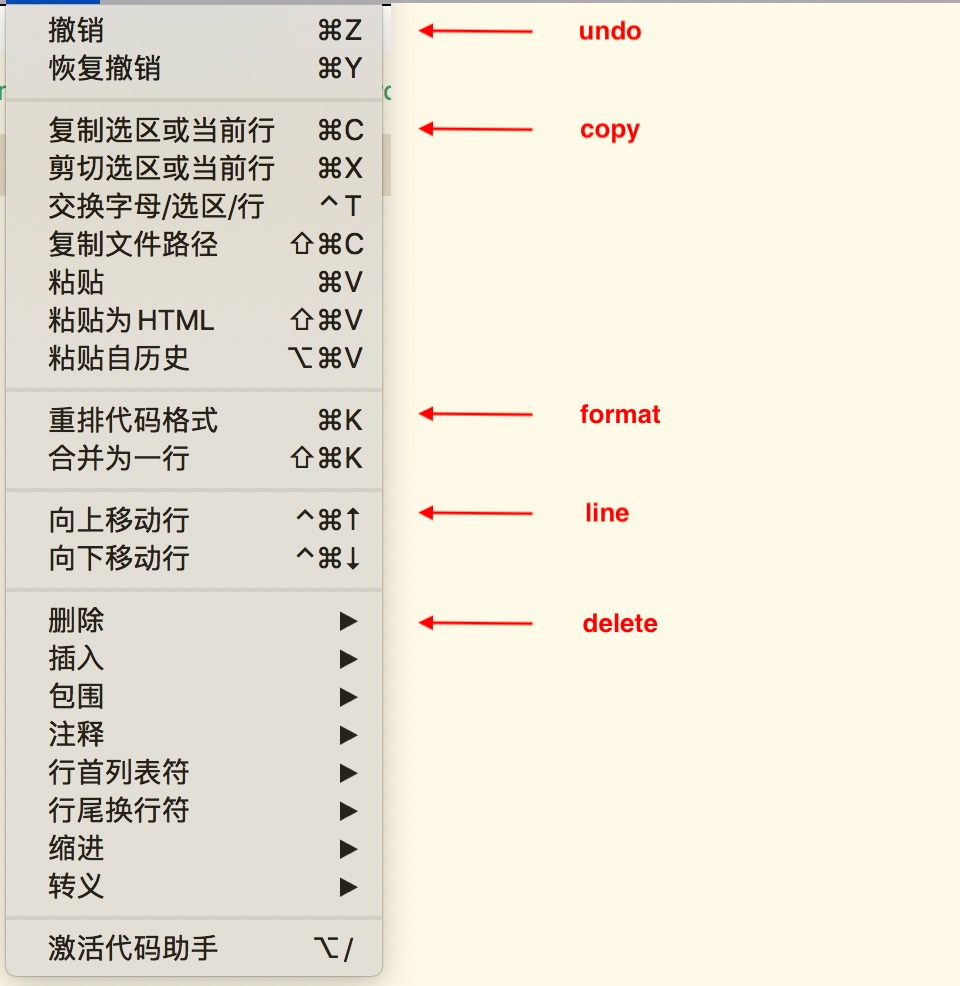 撤销 ⌘Z undo
恢复撤销 ⌘Y
复制选区或当前行 ⌘C copy
剪切选区或当前行 ⌘X
交换字母/选区/行 ^T
复制文件路径 ⇧⌘C
粘贴 ⌘V
粘贴为 HTML ⇧⌘V
粘贴自历史 ⌥⌘V
重排代码格式 ⌘K format
合并为一行 ⇧⌘K
向上移动行 ^⌘↑ line
向下移动行 ^⌘↓
删除 ▶ delete
插入 ▶
包围 ▶
注释 ▶
行首列表符 ▶
行尾换行符 ▶
缩进 ▶
转义 ▶
激活代码助手 ⌥/